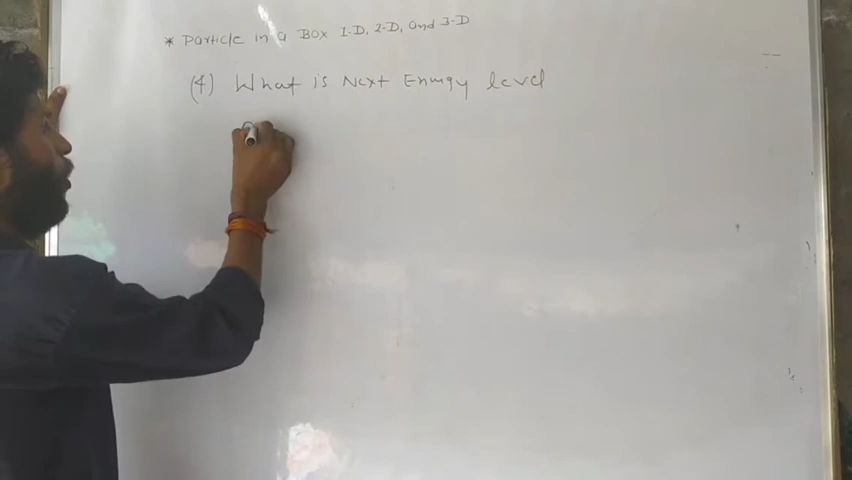 * Particle in a Box 1-D, 2-D, and 3-D
(4) What is Next Energy level